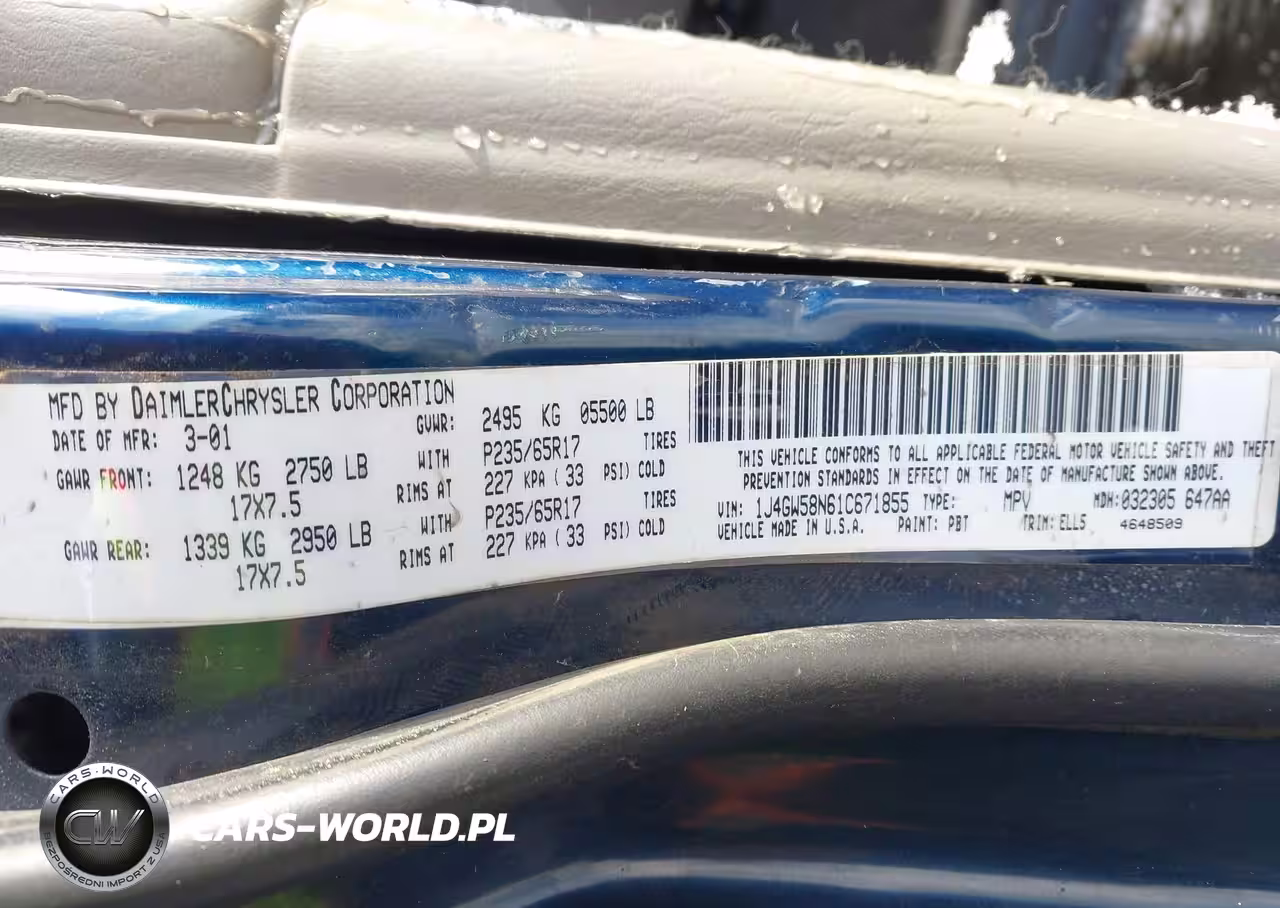 MFD BY DAIMLERCHRYSLER CORPORATION
DATE OF MFR: 3-01 GVWR: 2495 KG 05500 LB
GAWR FRONT: 1248 KG 2750 LB WITH P235/65R17 TIRES
17X7.5 RIMS AT 227 KPA (33 PSI) COLD
GAWR REAR: 1339 KG 2950 LB WITH P235/65R17 TIRES
17X7.5 RIMS AT 227 KPA (33 PSI) COLD
THIS VEHICLE CONFORMS TO ALL APPLICABLE FEDERAL MOTOR VEHICLE SAFETY AND THEFT
PREVENTION STANDARDS IN EFFECT ON THE DATE OF MANUFACTURE SHOWN ABOVE.
VIN: 1J4GW58N61C671855 TYPE: MPV MDH: 032305 647AA
VEHICLE MADE IN U.S.A. PAINT: PBT TRIM: ELL5 4648509
CARS-WORLD
CW
BEZPOŚREDNI IMPORT Z USA
CARS-WORLD.PL